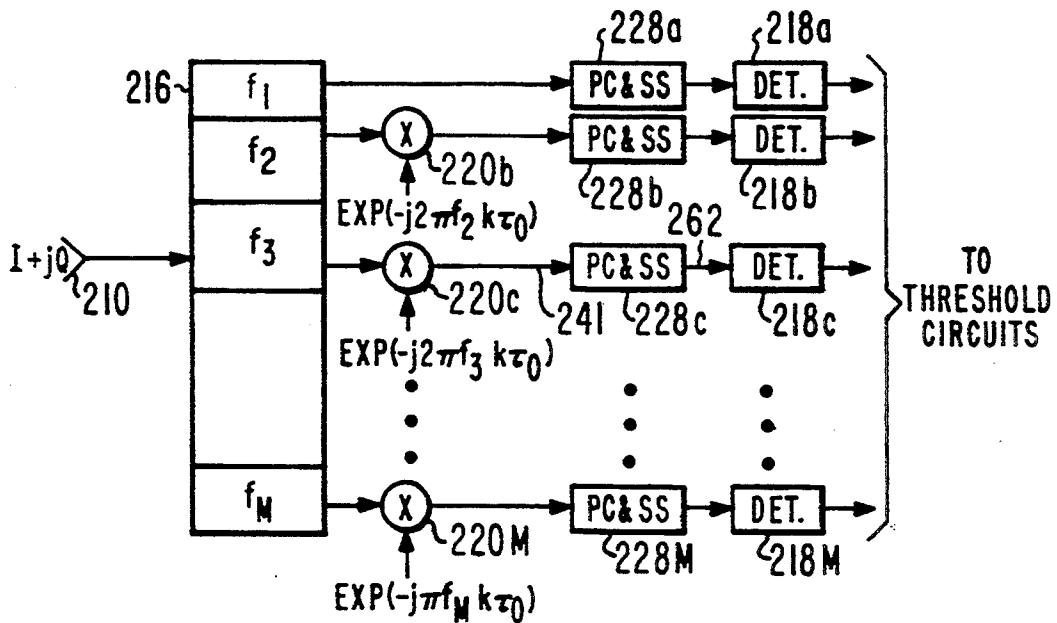 228a 218a
216 f1 PC&SS DET.
f2 X 220b PC&SS DET.
228b 218b
EXP(-j2πf2 kτ0)
262
I+jQ f3 X PC&SS DET.
210 220c 241 228c 218c
TO
THRESHOLD
CIRCUITS
EXP(-j2πf3 kτ0)
fM X PC&SS DET.
220M 228M 218M
EXP(-jπfM kτ0)